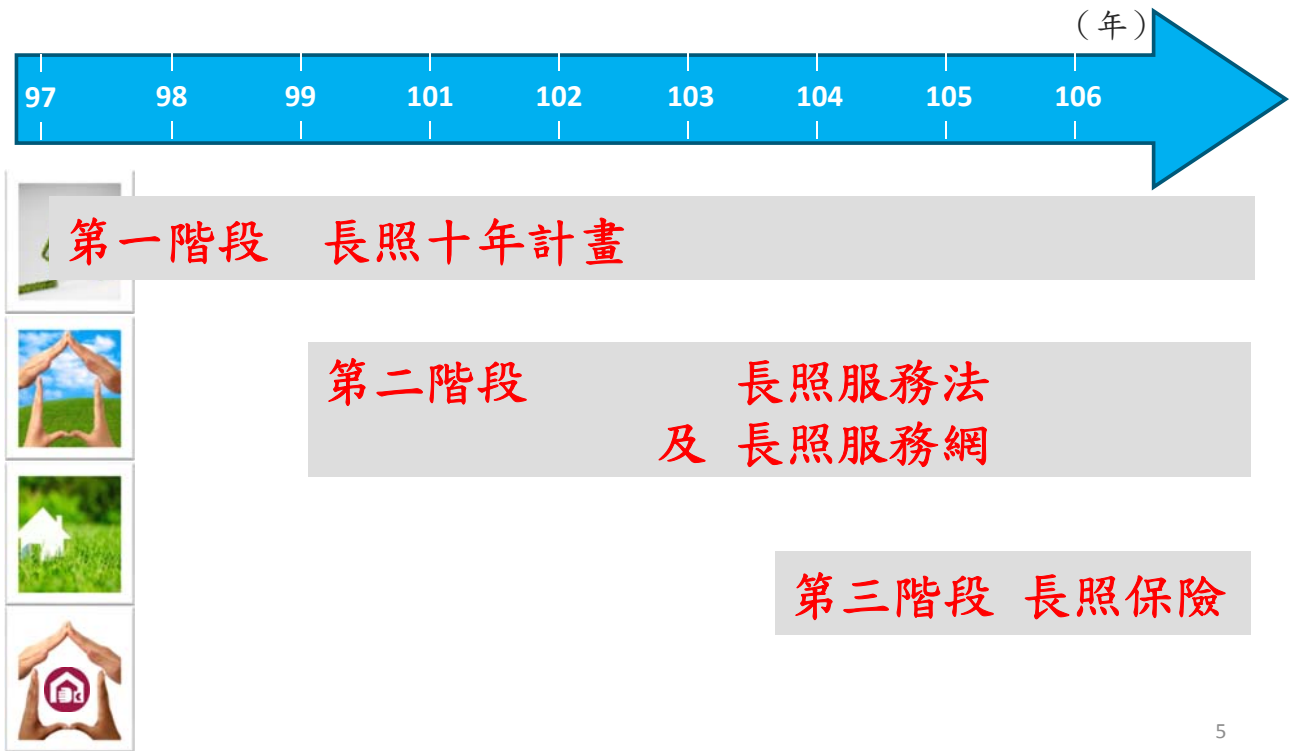 （年）
97 98 99 101 102 103 104 105 106
第一階段 長照十年計畫
第二階段 長照服務法
及 長照服務網
第三階段 長照保險
5